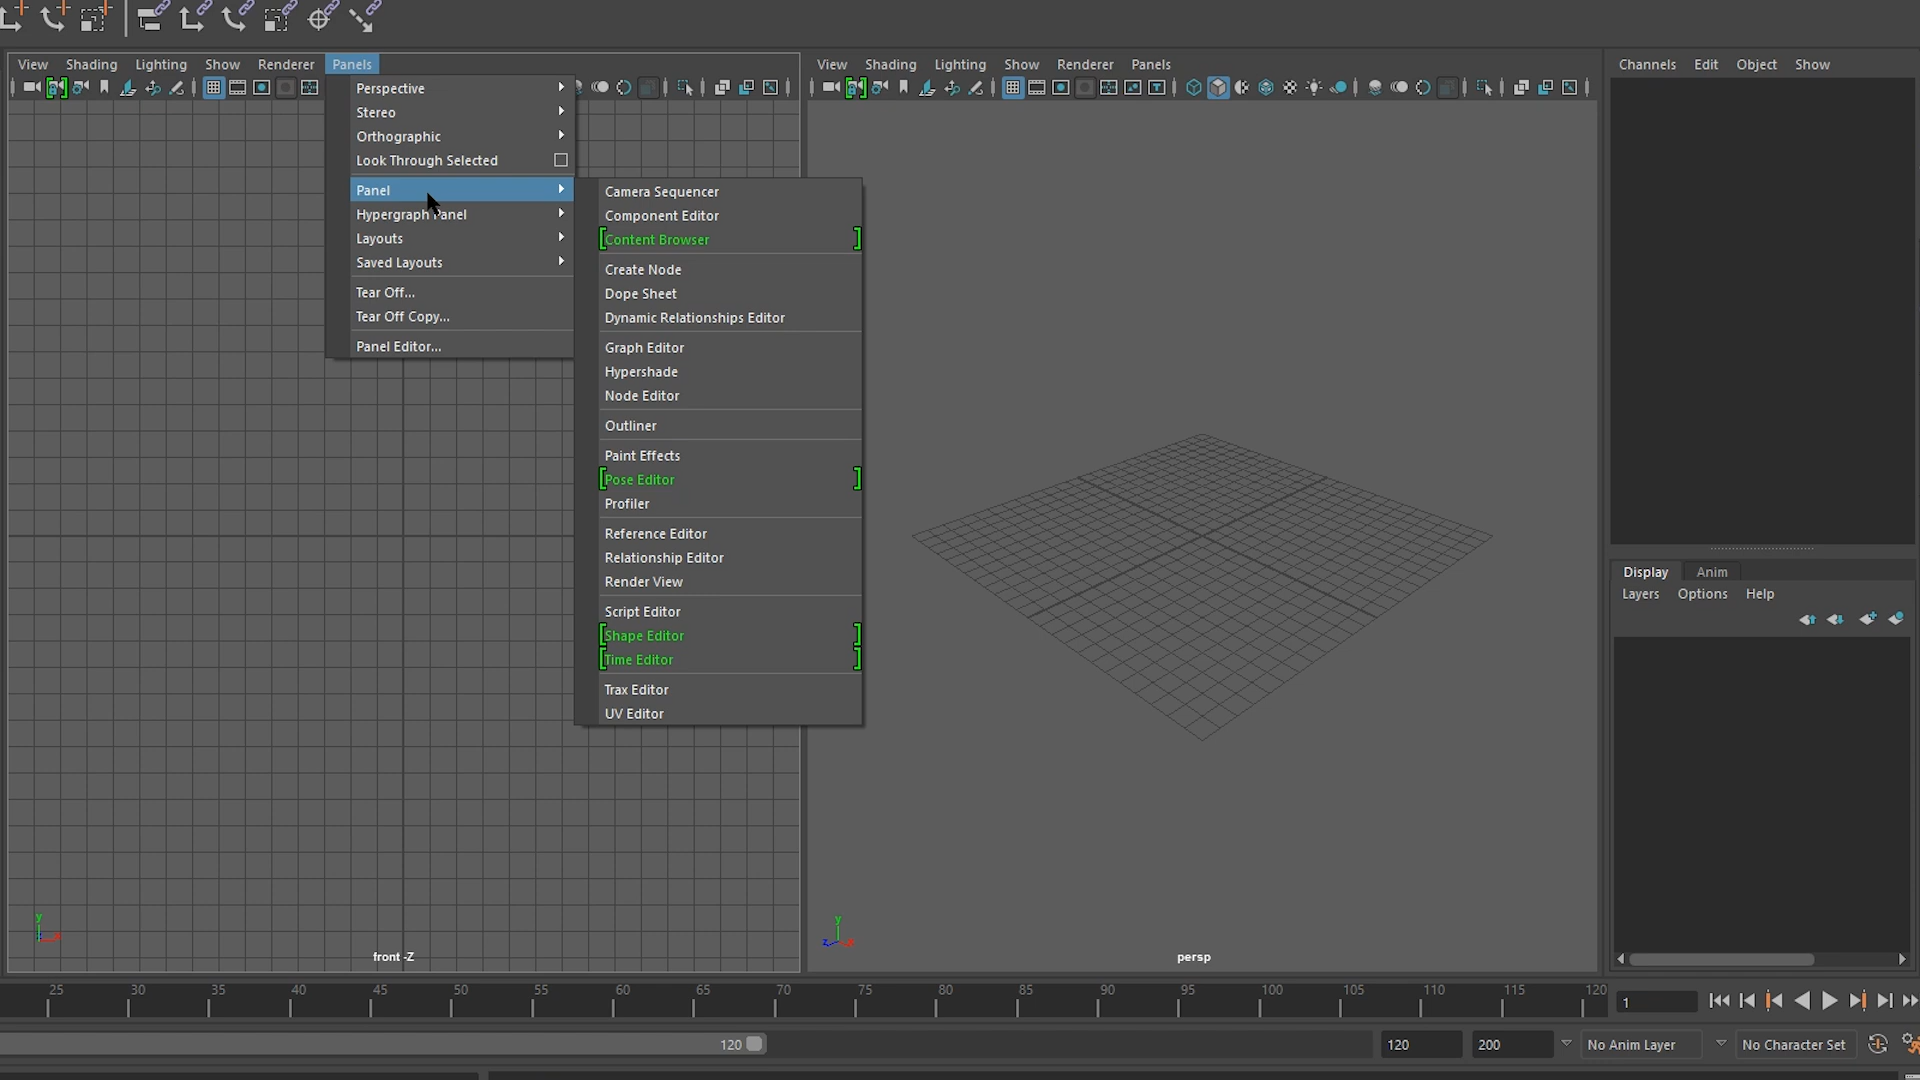 View Shading Lighting Show Renderer Panels
View Shading Lighting Show Renderer Panels
Channels Edit Object Show
Perspective
Stereo
Orthographic
Look Through Selected
Panel
Hypergraph Panel
Layouts
Saved Layouts
Tear Off...
Tear Off Copy...
Panel Editor...
Camera Sequencer
Component Editor
Content Browser
Create Node
Dope Sheet
Dynamic Relationships Editor
Graph Editor
Hypershade
Node Editor
Outliner
Paint Effects
Pose Editor
Profiler
Reference Editor
Relationship Editor
Render View
Script Editor
Shape Editor
Time Editor
Trax Editor
UV Editor
Display Anim
Layers Options Help
y
front -Z
y
z
persp
25 30 35 40 45 50 55 60 65 70 75 80 85 90 95 100 105 110 115 120
1
120
120
200
No Anim Layer
No Character Set